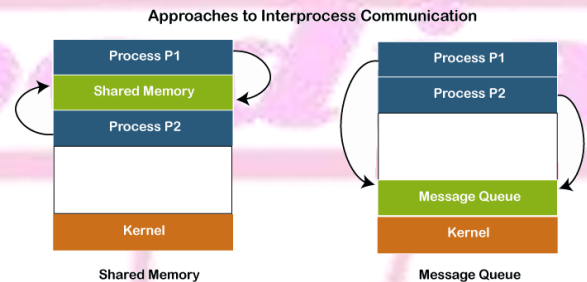 Approaches to Interprocess Communication
Process P1
Shared Memory
Process P2
Kernel
Shared Memory
Process P1
Process P2
Message Queue
Kernel
Message Queue